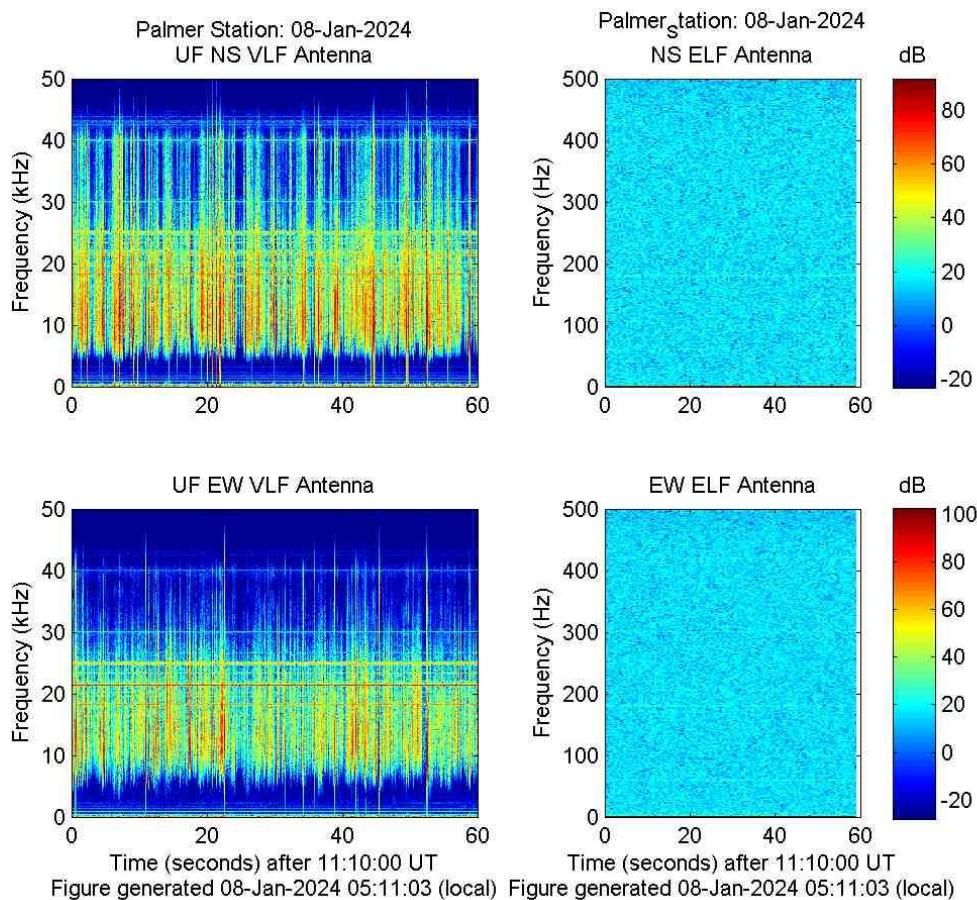 Palmer Station: 08-Jan-2024
UF NS VLF Antenna
50
40
30
20
10
0
Frequency (kHz)
0 20 40 60
Palmer_Station: 08-Jan-2024
NS ELF Antenna
500
400
300
200
100
0
Frequency (Hz)
0 20 40 60
dB
80
60
40
20
0
-20
UF EW VLF Antenna
50
40
30
20
10
0
Frequency (kHz)
0 20 40 60
Time (seconds) after 11:10:00 UT
Figure generated 08-Jan-2024 05:11:03 (local)
EW ELF Antenna
500
400
300
200
100
0
Frequency (Hz)
0 20 40 60
Time (seconds) after 11:10:00 UT
Figure generated 08-Jan-2024 05:11:03 (local)
dB
100
80
60
40
20
0
-20